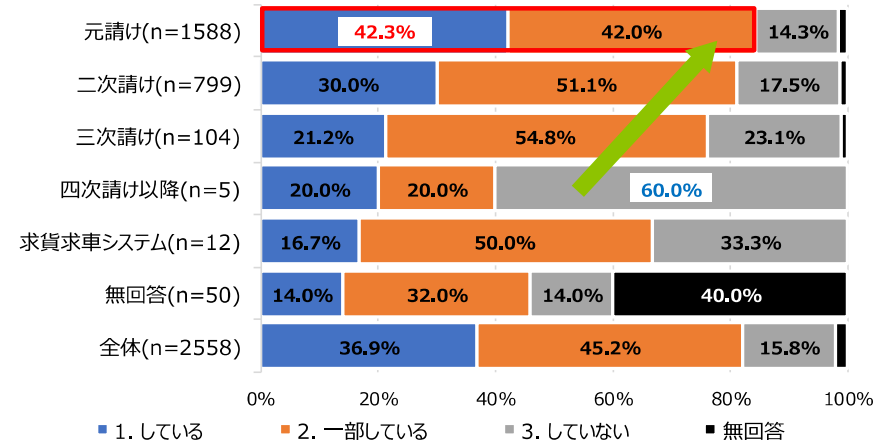 元請け(n=1588) 42.3% 42.0% 14.3%
二次請け(n=799) 30.0% 51.1% 17.5%
三次請け(n=104) 21.2% 54.8% 23.1%
四次請け以降(n=5) 20.0% 20.0% 60.0%
求貨求車システム(n=12) 16.7% 50.0% 33.3%
無回答(n=50) 14.0% 32.0% 14.0% 40.0%
全体(n=2558) 36.9% 45.2% 15.8%
0% 20% 40% 60% 80% 100%
1. している 2. 一部している 3. していない 無回答